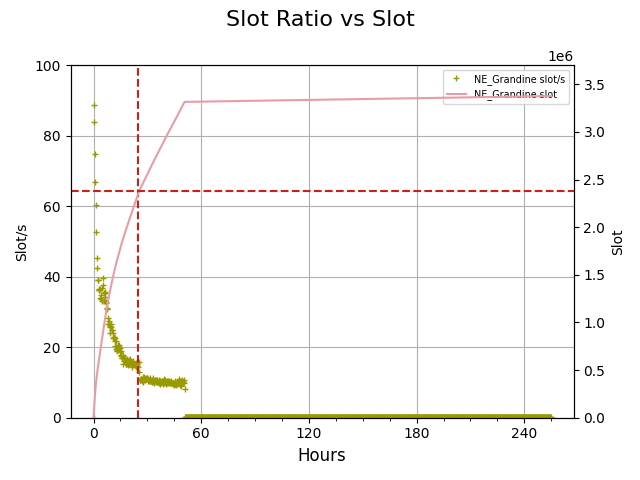 Slot Ratio vs Slot
1e6
NE_Grandine slot/s
NE_Grandine slot
100
80
60
40
20
0
Slot/s
3.5
3.0
2.5
2.0
1.5
1.0
0.5
0.0
Slot
0 60 120 180 240
Hours